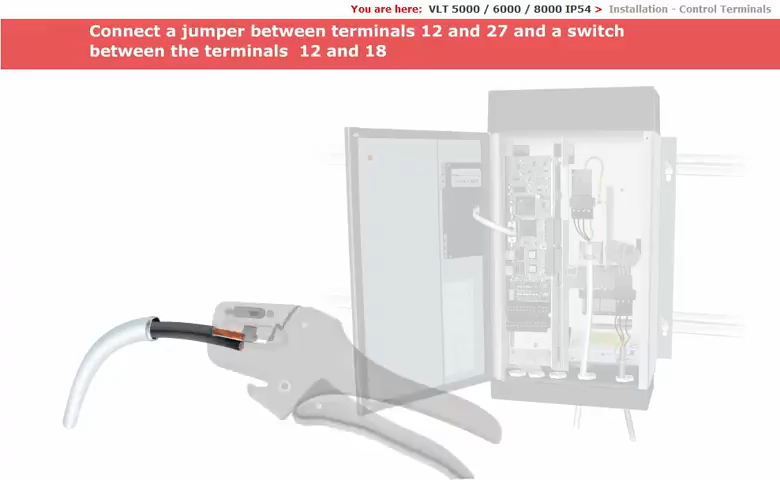 You are here: VLT 5000 / 6000 / 8000 IP54 > Installation - Control Terminals
Connect a jumper between terminals 12 and 27 and a switch
between the terminals 12 and 18